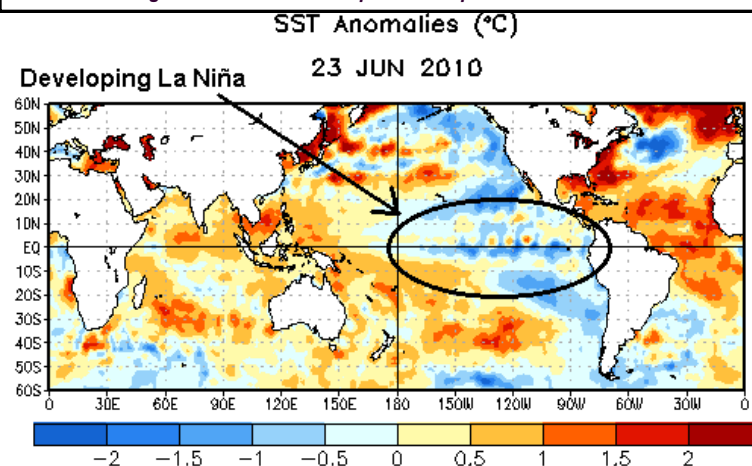 SST Anomalies (°C)
23 JUN 2010
Developing La Niña
60N
50N
40N
30N
20N
10N
EQ
10S
20S
30S
40S
50S
60S
0 30E 60E 90E 120E 150E 180 150W 120W 90W 60W 30W 0
-2 -1.5 -1 -0.5 0 0.5 1 1.5 2